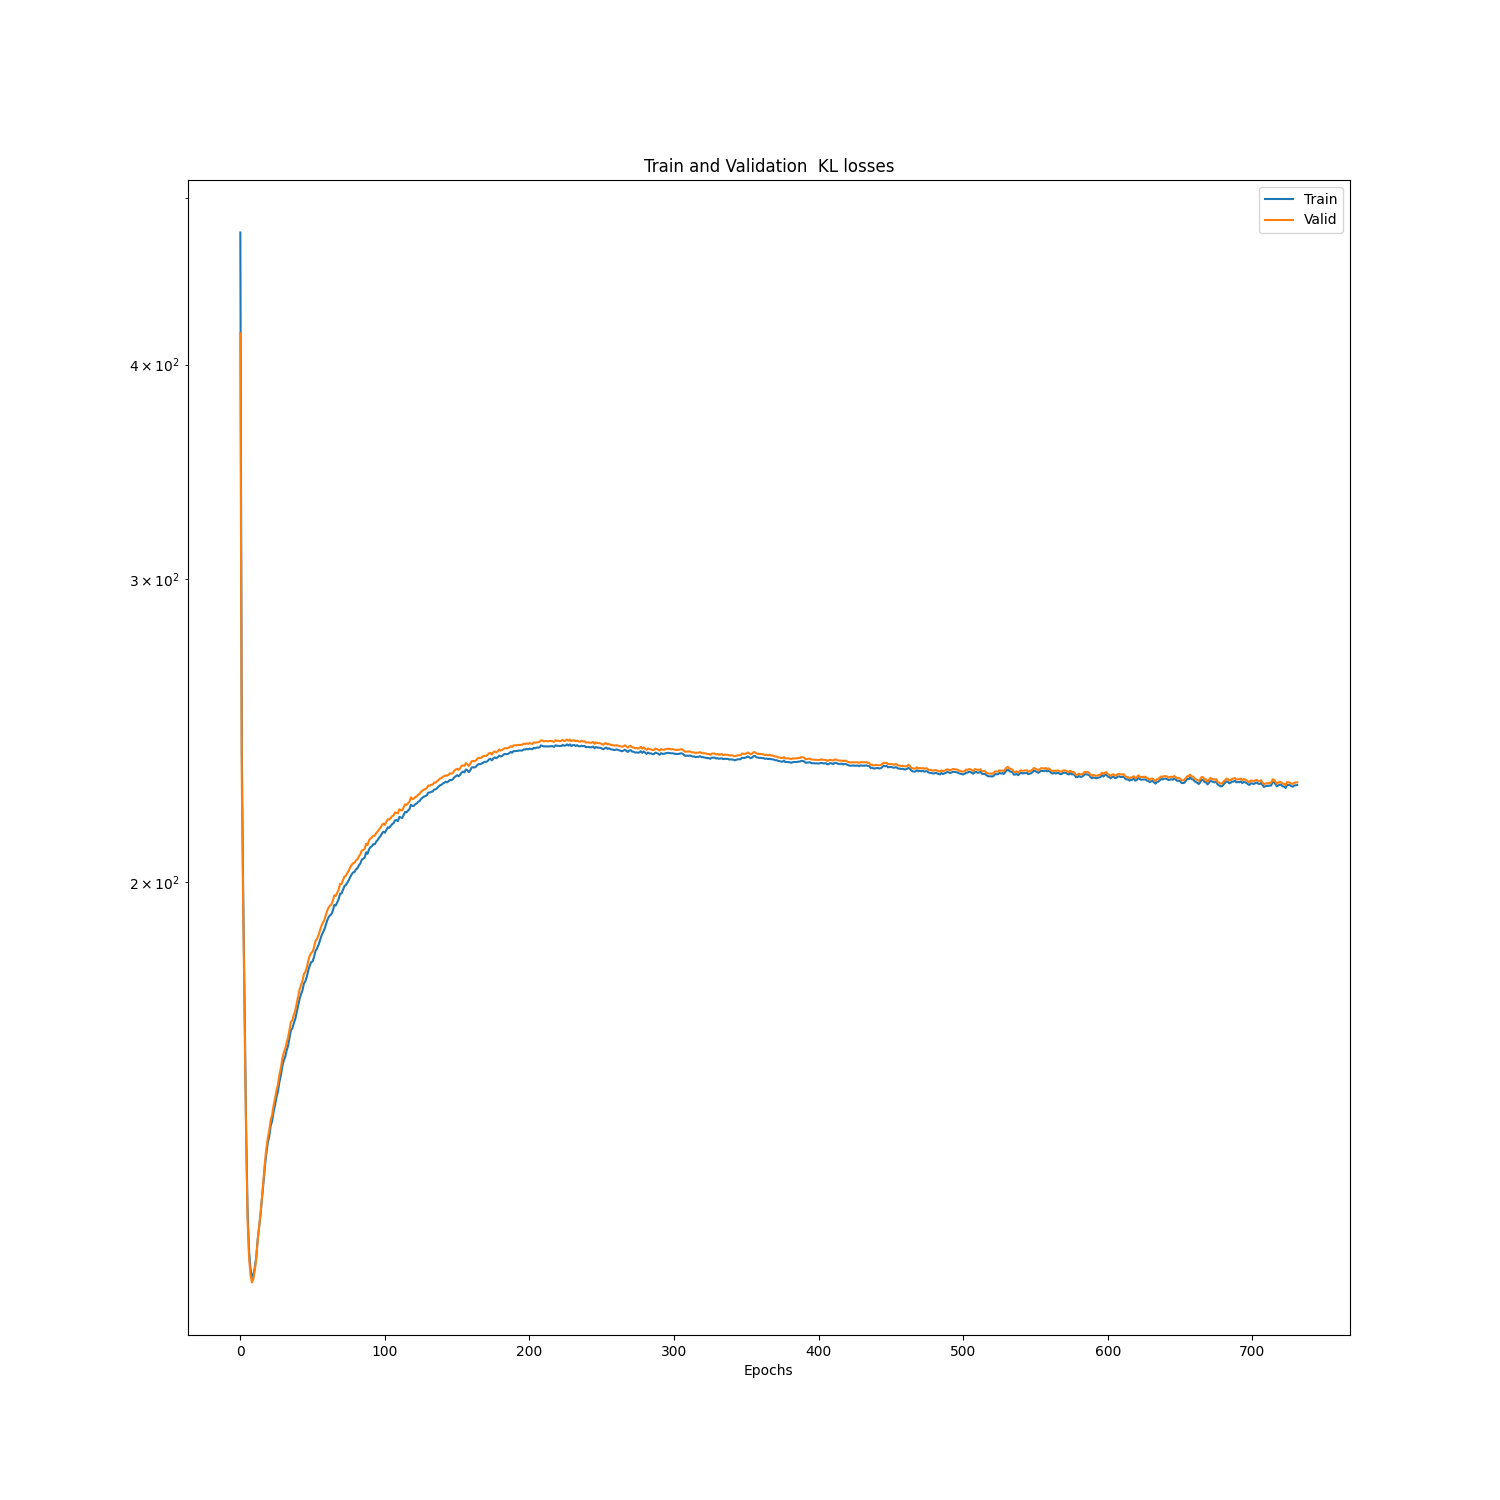 Train and Validation  KL losses
Train
Valid
4 × 10²
3 × 10²
2 × 10²
0 100 200 300 400 500 600 700
Epochs